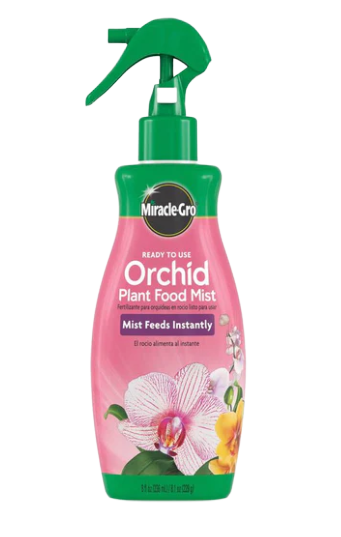 Miracle-Gro
READY TO USE
Orchid
Plant Food Mist
Fertilizante para orquídeas en rocío listo para usar
Mist Feeds Instantly
El rocío alimenta al instante